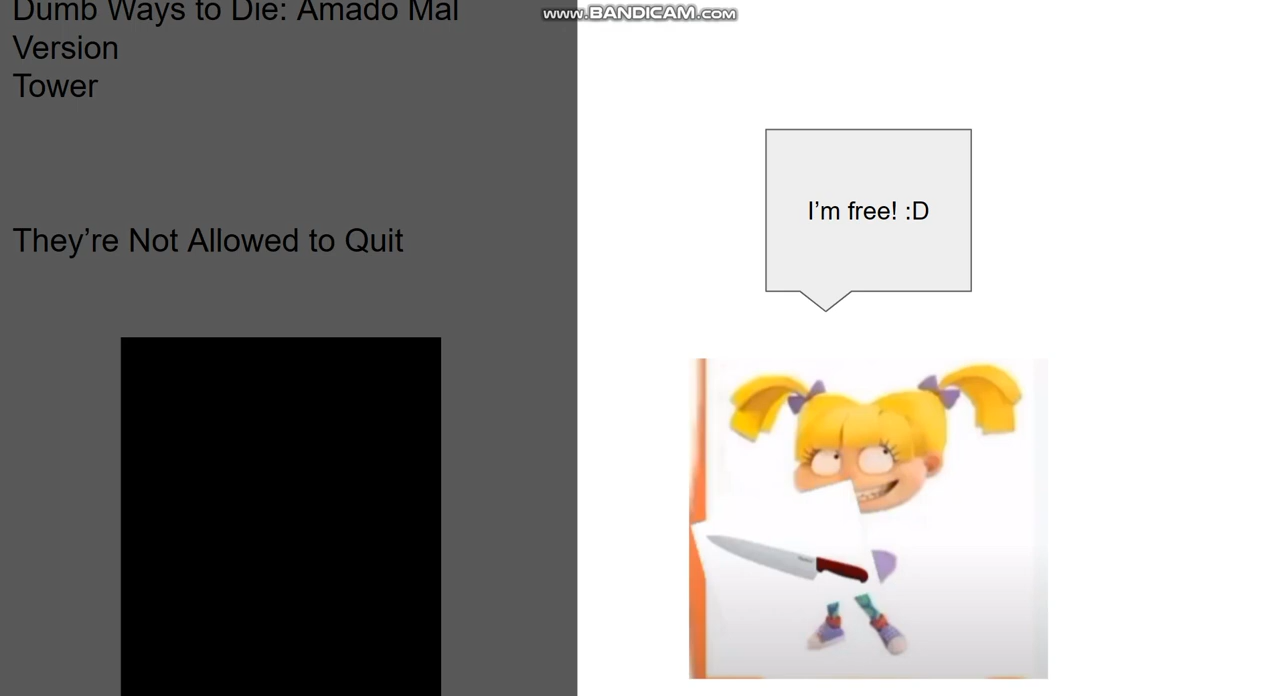 Dumb Ways to Die: Amado Mal
Version
Tower
www.BANDICAM.com
They're Not Allowed to Quit
I'm free! :D